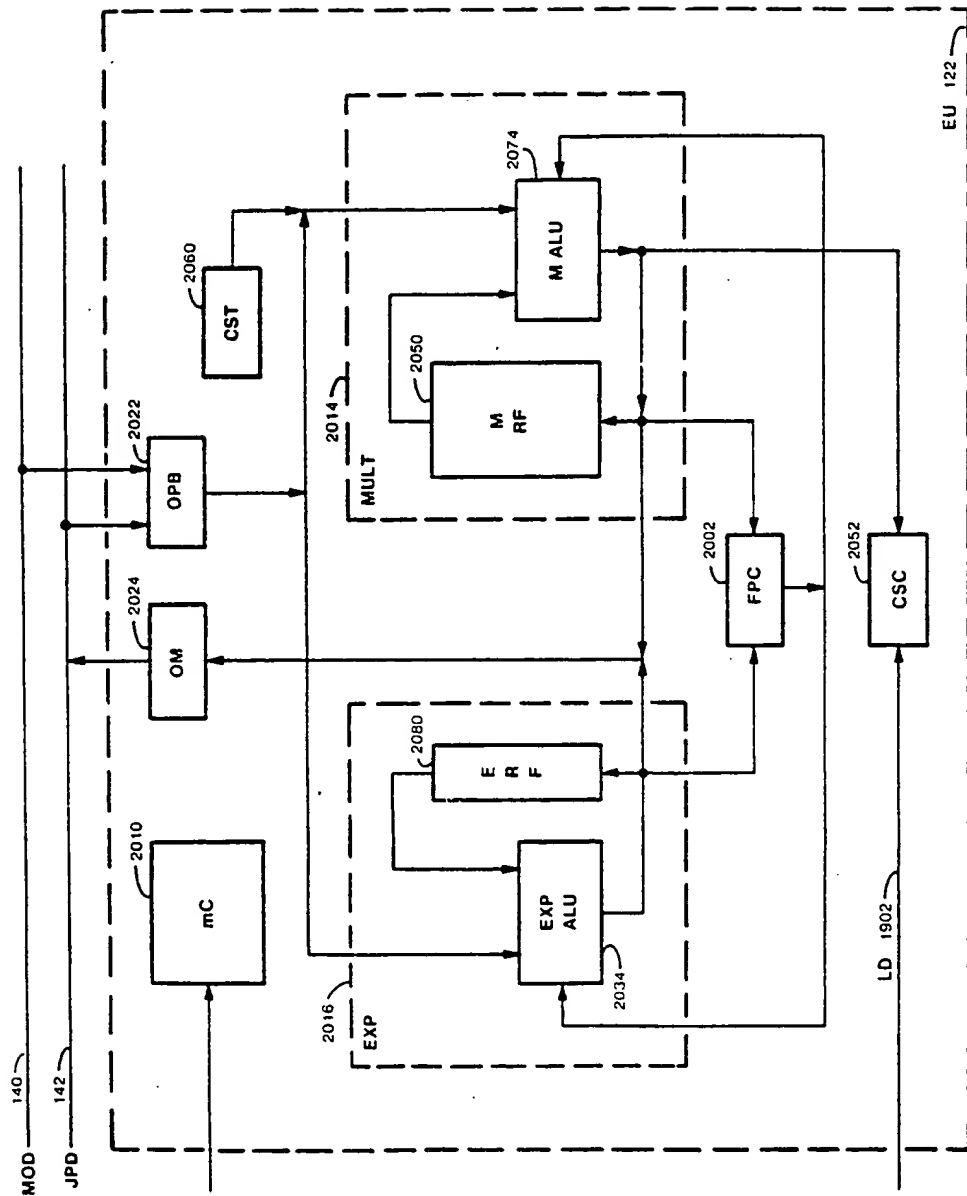 MOD
140
JPD
142
mC
2010
OM
2024
OPB
2022
CST
2060
2016
EXP
EXP
ALU
2034
E
R
F
2080
2014
MULT
M
RF
2050
M ALU
2074
FPC
2002
CSC
2052
LD 1902
EU 122